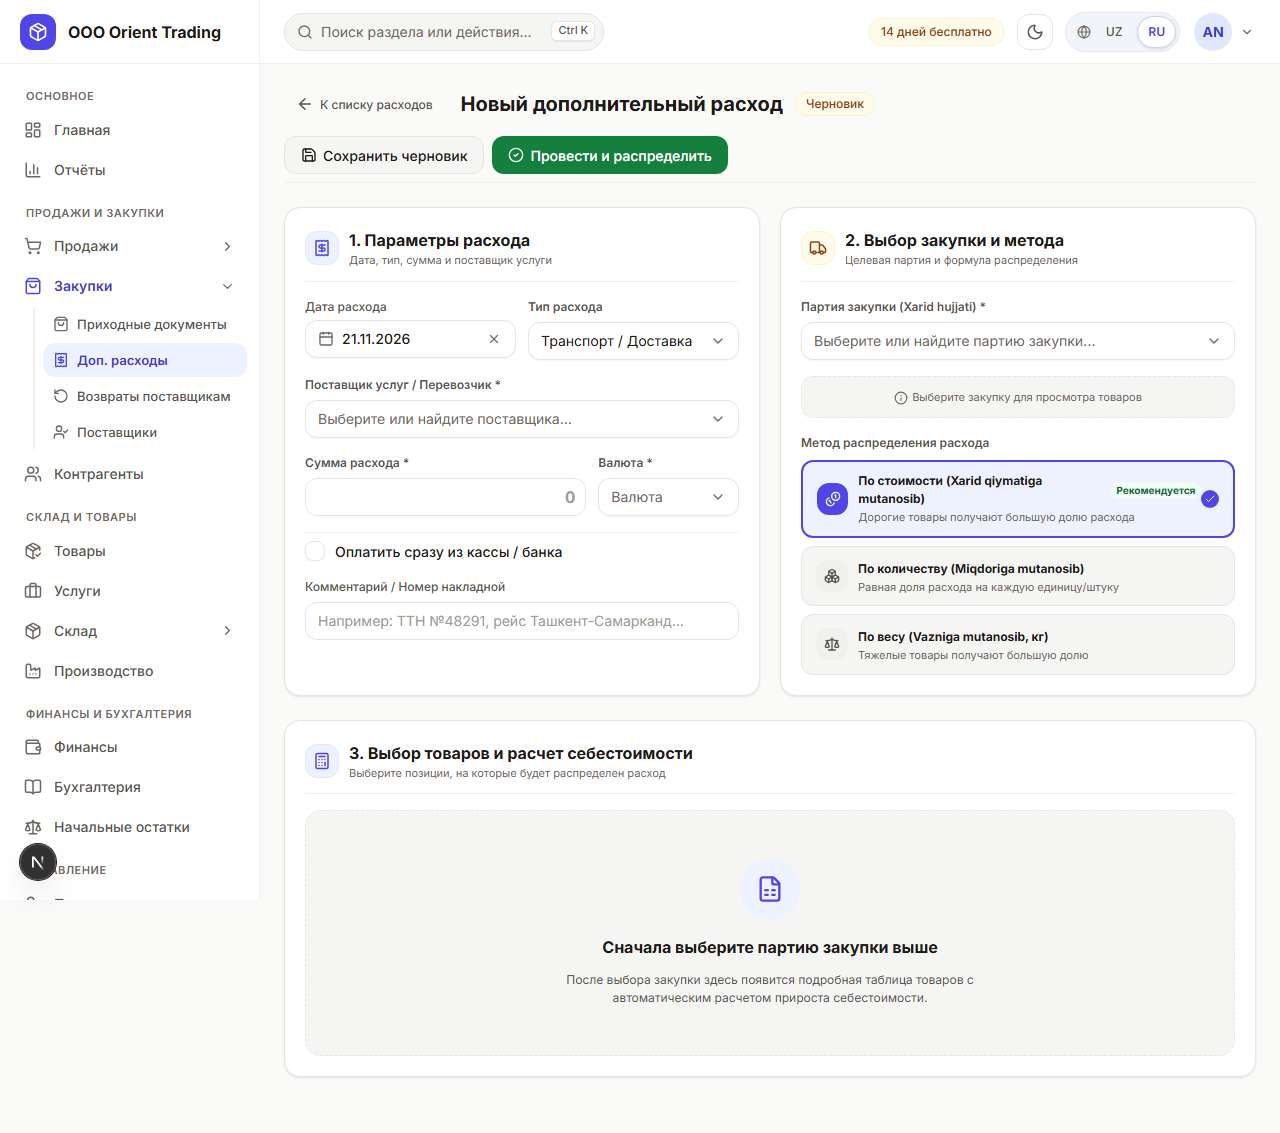 ООО Orient Trading
Поиск раздела или действия...
Ctrl K
14 дней бесплатно
UZ
RU
AN
ОСНОВНОЕ
Главная
Отчёты
ПРОДАЖИ И ЗАКУПКИ
Продажи
Закупки
Приходные документы
Доп. расходы
Возвраты поставщикам
Поставщики
Контрагенты
СКЛАД И ТОВАРЫ
Товары
Услуги
Склад
Производство
ФИНАНСЫ И БУХГАЛТЕРИЯ
Финансы
Бухгалтерия
Начальные остатки
N
АВЛЕНИЕ
К списку расходов
Новый дополнительный расход
Черновик
Сохранить черновик
Провести и распределить
1. Параметры расхода
Дата, тип, сумма и поставщик услуги
Дата расхода
Тип расхода
21.11.2026
Транспорт / Доставка
Поставщик услуг / Перевозчик *
Выберите или найдите поставщика...
Сумма расхода *
Валюта *
0
Валюта
Оплатить сразу из кассы / банка
Комментарий / Номер накладной
Например: ТТН №48291, рейс Ташкент-Самарканд...
2. Выбор закупки и метода
Целевая партия и формула распределения
Партия закупки (Xarid hujjati) *
Выберите или найдите партию закупки...
Выберите закупку для просмотра товаров
Метод распределения расхода
По стоимости (Xarid qiymatiga
mutanosib)
Рекомендуется
Дорогие товары получают большую долю расхода
По количеству (Miqdoriga mutanosib)
Равная доля расхода на каждую единицу/штуку
По весу (Vazniga mutanosib, кг)
Тяжелые товары получают большую долю
3. Выбор товаров и расчет себестоимости
Выберите позиции, на которые будет распределен расход
Сначала выберите партию закупки выше
После выбора закупки здесь появится подробная таблица товаров с
автоматическим расчетом прироста себестоимости.